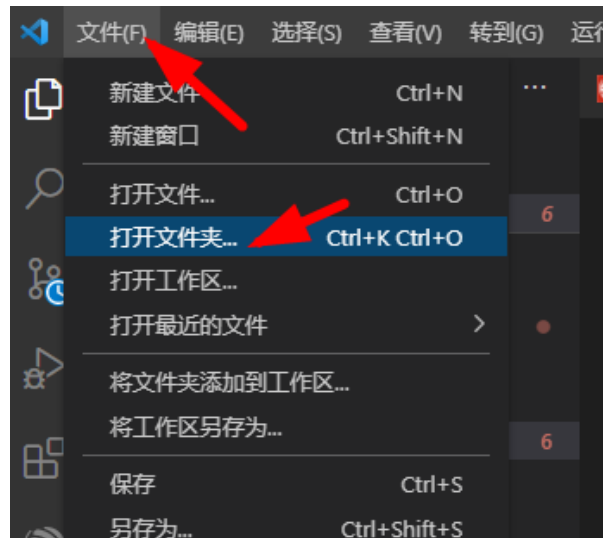 文件(F) 编辑(E) 选择(S) 查看(V) 转到(G)
新建文件 Ctrl+N ...
新建窗口 Ctrl+Shift+N
打开文件... Ctrl+O
6
打开文件夹... Ctrl+K Ctrl+O
打开工作区...
打开最近的文件 >
将文件夹添加到工作区...
将工作区另存为...
6
保存 Ctrl+S
另存为... Ctrl+Shift+S